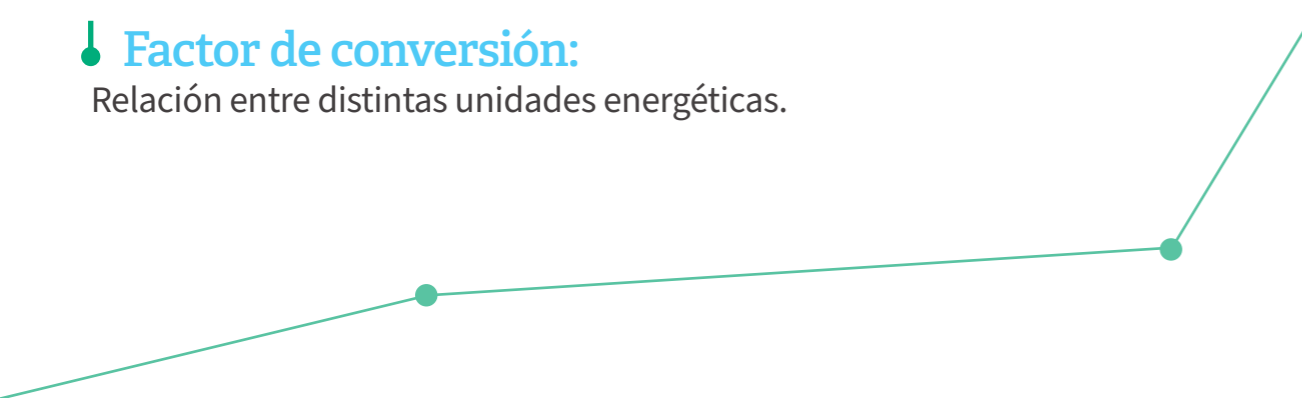 Factor de conversión:
Relación entre distintas unidades energéticas.